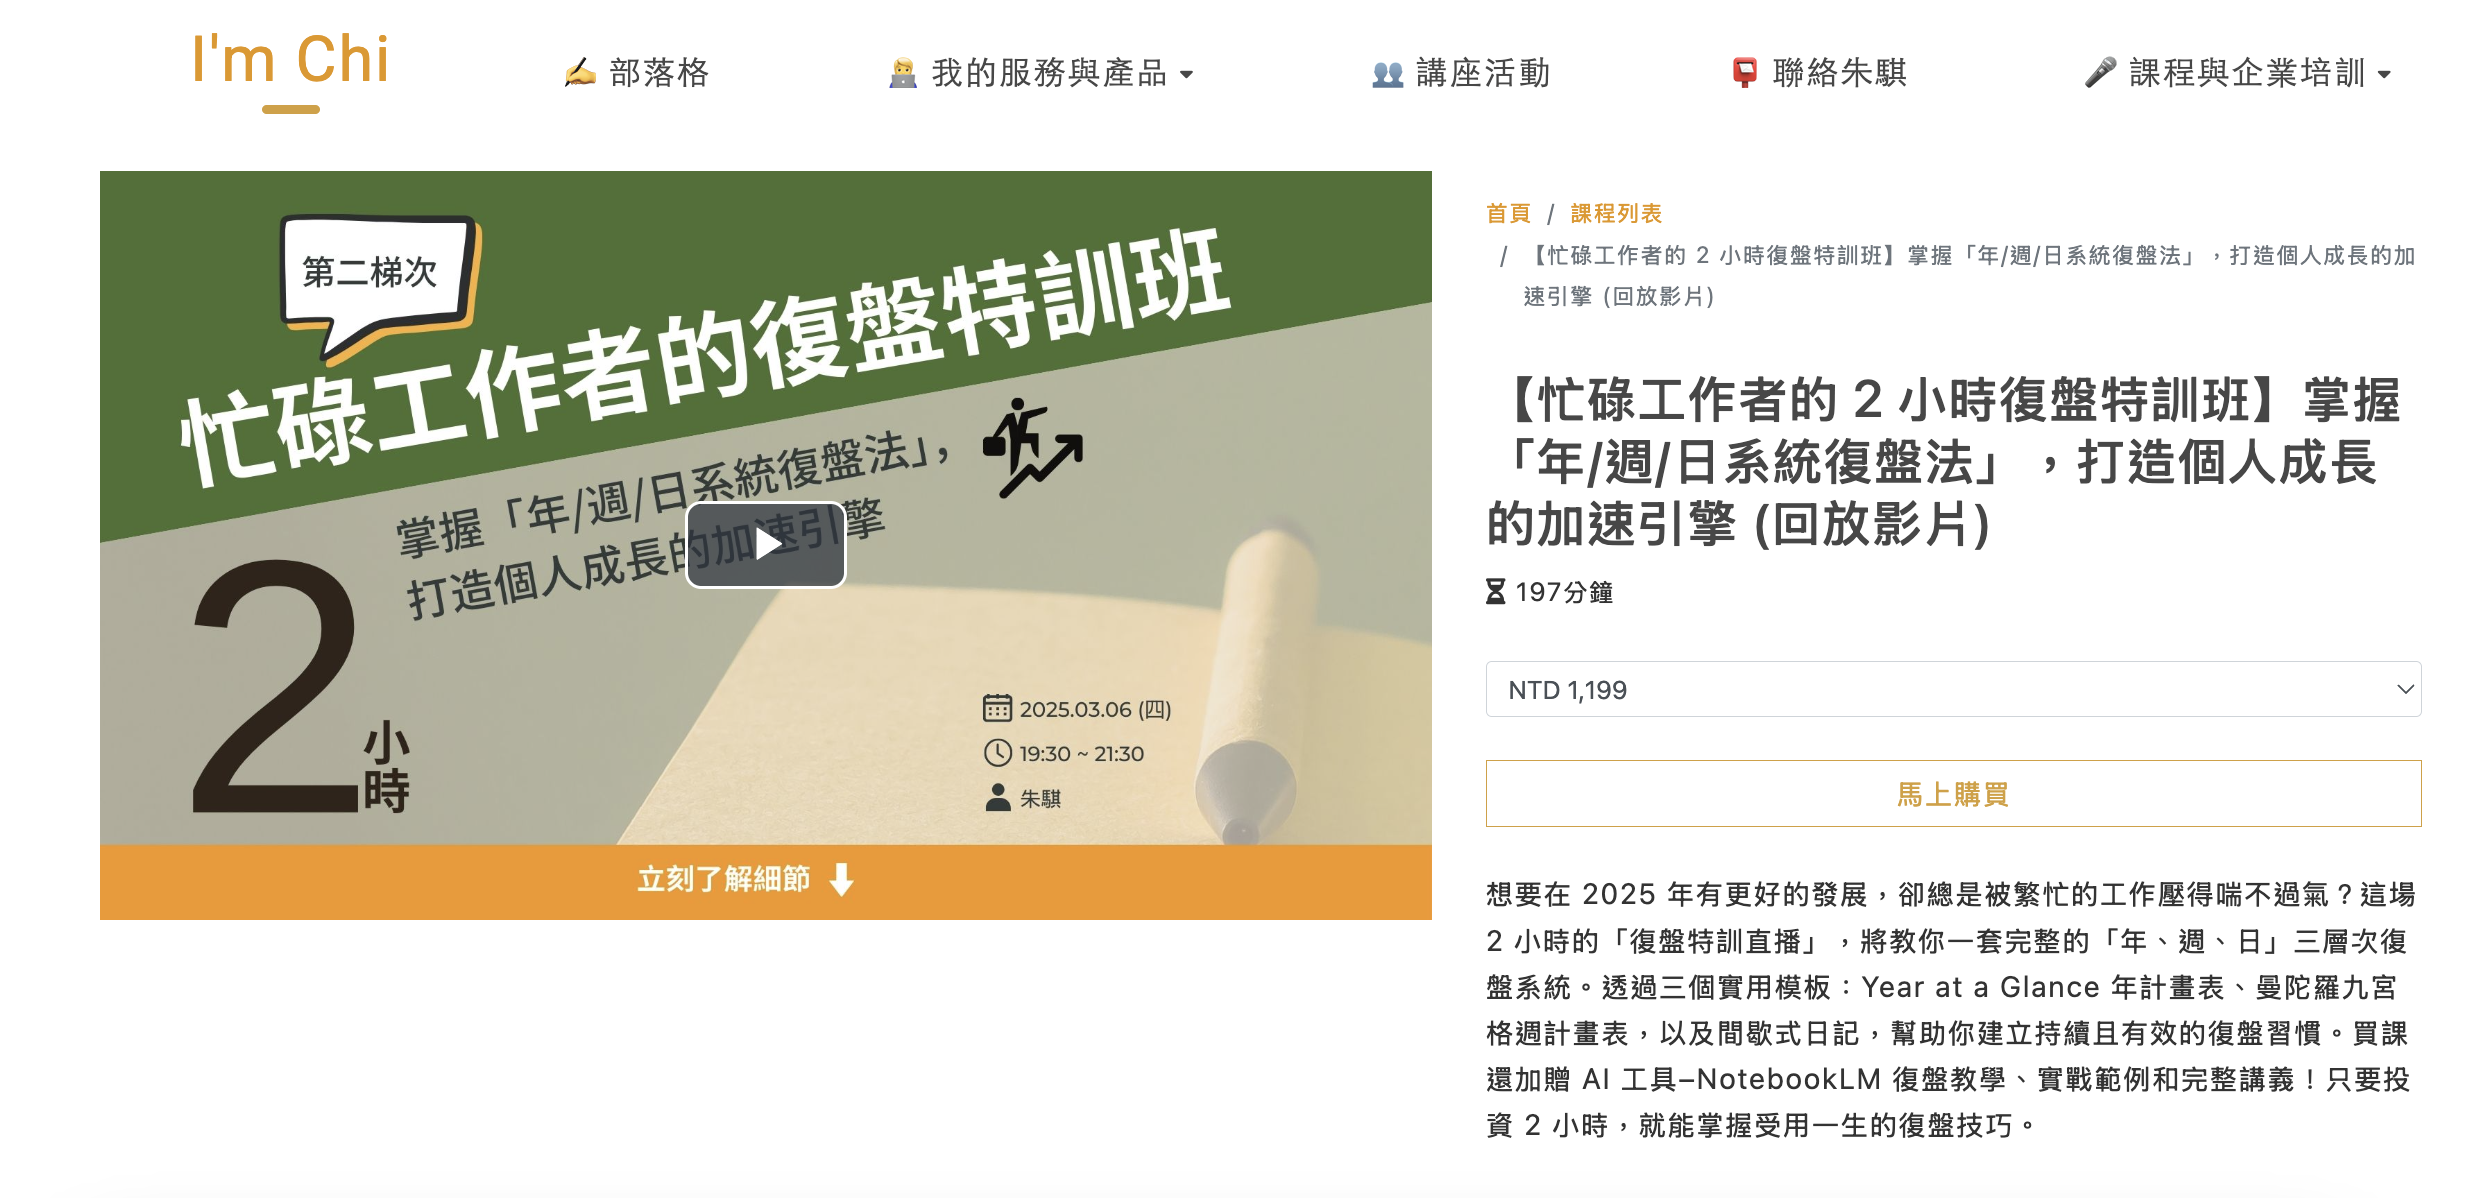 I'm Chi
✍️ 部落格
🧑‍💻 我的服務與產品
👥 講座活動
📮 聯絡朱騏
🎤 課程與企業培訓
第二梯次
忙碌工作者的復盤特訓班
掌握「年/週/日系統復盤法」,
打造個人成長的加速引擎
2
小時
2025.03.06 (四)
19:30 ~ 21:30
朱騏
立刻了解細節
首頁 / 課程列表
/ 【忙碌工作者的 2 小時復盤特訓班】掌握「年/週/日系統復盤法」，打造個人成長的加
速引擎 (回放影片)
【忙碌工作者的 2 小時復盤特訓班】掌握
「年/週/日系統復盤法」，打造個人成長
的加速引擎 (回放影片)
197分鐘
NTD 1,199
馬上購買
想要在 2025 年有更好的發展，卻總是被繁忙的工作壓得喘不過氣？這場
2 小時的「復盤特訓直播」，將教你一套完整的「年、週、日」三層次復
盤系統。透過三個實用模板：Year at a Glance 年計畫表、曼陀羅九宮
格週計畫表，以及間歇式日記，幫助你建立持續且有效的復盤習慣。買課
還加贈 AI 工具–NotebookLM 復盤教學、實戰範例和完整講義！只要投
資 2 小時，就能掌握受用一生的復盤技巧。